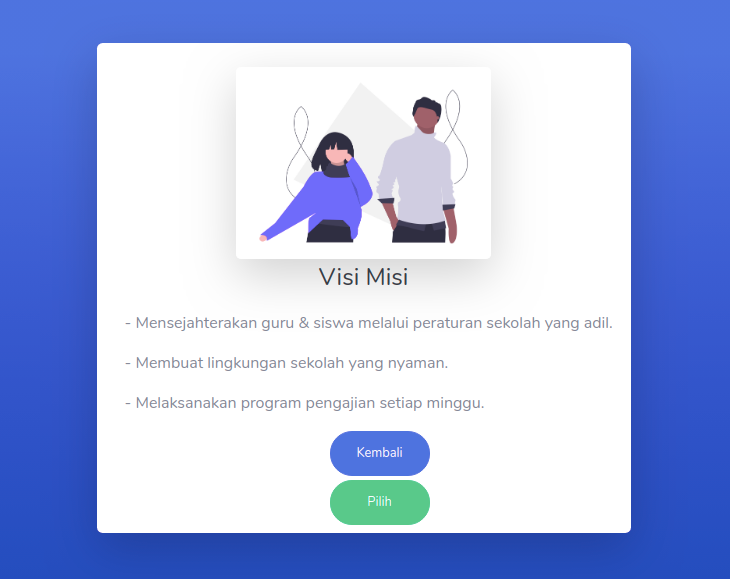 Visi Misi
- Mensejahterakan guru & siswa melalui peraturan sekolah yang adil.
- Membuat lingkungan sekolah yang nyaman.
- Melaksanakan program pengajian setiap minggu.
Kembali
Pilih